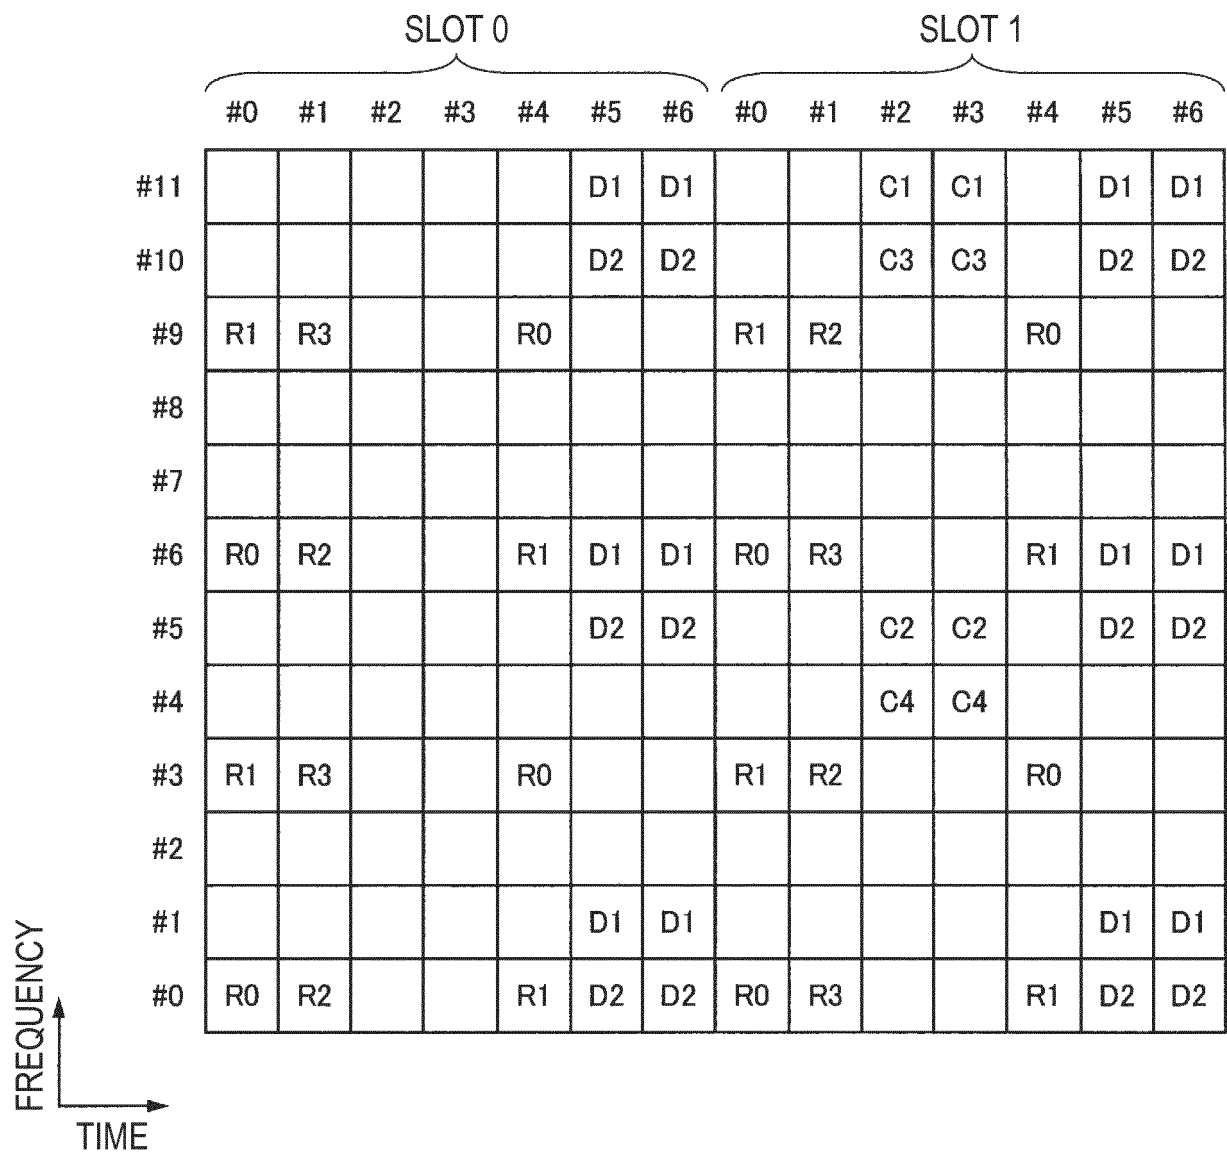 SLOT 0 SLOT 1
#0 #1 #2 #3 #4 #5 #6 #0 #1 #2 #3 #4 #5 #6
#11 D1 D1 C1 C1 D1 D1
#10 D2 D2 C3 C3 D2 D2
#9 R1 R3 R0 R1 R2 R0
#8
#7
#6 R0 R2 R1 D1 D1 R0 R3 R1 D1 D1
#5 D2 D2 C2 C2 D2 D2
#4 C4 C4
#3 R1 R3 R0 R1 R2 R0
#2
#1 D1 D1 D1 D1
#0 R0 R2 R1 D2 D2 R0 R3 R1 D2 D2
FREQUENCY
TIME